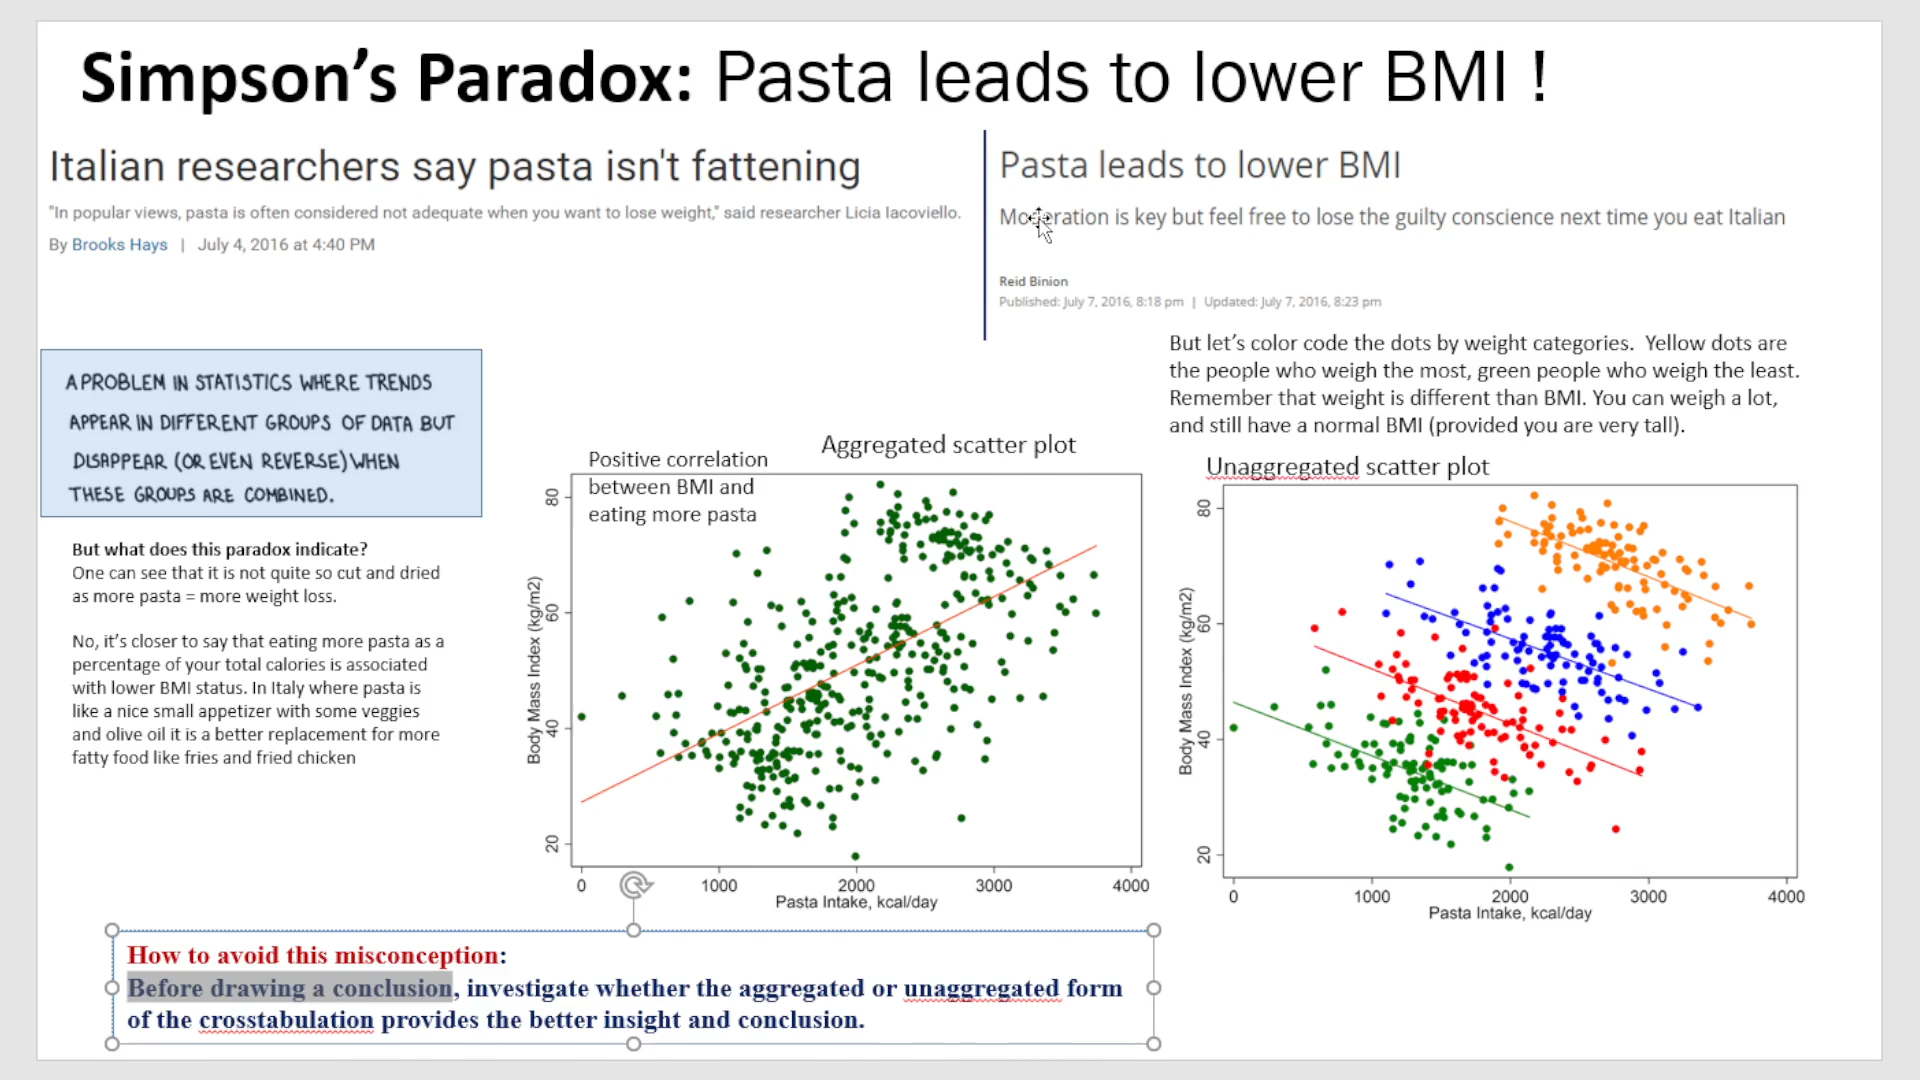 Simpson’s Paradox: Pasta leads to lower BMI !
Italian researchers say pasta isn't fattening
"In popular views, pasta is often considered not adequate when you want to lose weight," said researcher Licia Iacoviello.
By Brooks Hays | July 4, 2016 at 4:40 PM
Pasta leads to lower BMI
Moderation is key but feel free to lose the guilty conscience next time you eat Italian
Reid Binion
Published: July 7, 2016, 8:18 pm | Updated: July 7, 2016, 8:23 pm
A PROBLEM IN STATISTICS WHERE TRENDS
APPEAR IN DIFFERENT GROUPS OF DATA BUT
DISAPPEAR (OR EVEN REVERSE) WHEN
THESE GROUPS ARE COMBINED.
But what does this paradox indicate?
One can see that it is not quite so cut and dried
as more pasta = more weight loss.
No, it’s closer to say that eating more pasta as a
percentage of your total calories is associated
with lower BMI status. In Italy where pasta is
like a nice small appetizer with some veggies
and olive oil it is a better replacement for more
fatty food like fries and fried chicken
Aggregated scatter plot
Positive correlation
between BMI and
eating more pasta
Body Mass Index (kg/m2)
80
60
40
20
0 1000 2000 3000 4000
Pasta Intake, kcal/day
But let’s color code the dots by weight categories. Yellow dots are
the people who weigh the most, green people who weigh the least.
Remember that weight is different than BMI. You can weigh a lot,
and still have a normal BMI (provided you are very tall).
Unaggregated scatter plot
Body Mass Index (kg/m2)
80
60
40
20
0 1000 2000 3000 4000
Pasta Intake, kcal/day
How to avoid this misconception:
Before drawing a conclusion, investigate whether the aggregated or unaggregated form
of the crosstabulation provides the better insight and conclusion.